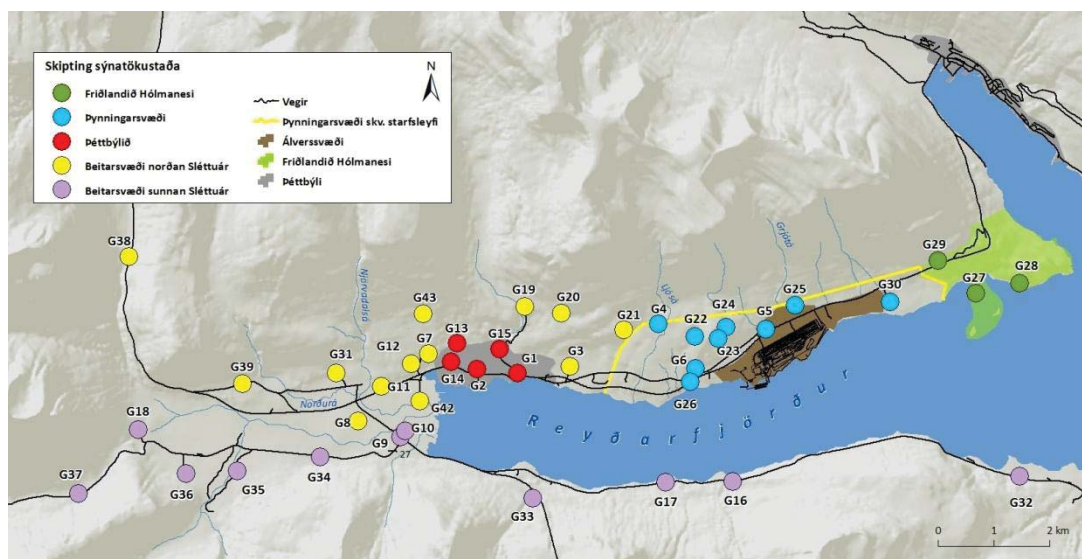 Skipting sýnatökustaða
Friðlandið Hólmanesi
Þynningarsvæði
Þéttbýlið
Beitarsvæði norðan Sléttuár
Beitarsvæði sunnan Sléttuár
N
Vegir
Þynningarsvæði skv. starfsleyfi
Álverssvæði
Friðlandið Hólmanesi
Þéttbýli
G38
Njörvadalsá
G43
G19
G20
G13
G15
G7
G12
G31
G39
G11
G14
G2
G1
G3
G42
G8
Norðurá
G21
G4
Ljósá
G22
G24
G23
G5
G25
Grjótá
G30
G6
G26
G29
G27
G28
Reyðarfjörður
G18
G10
G9
27
G37
G36
G35
G34
G33
G17
G16
G32
0 1 2 km